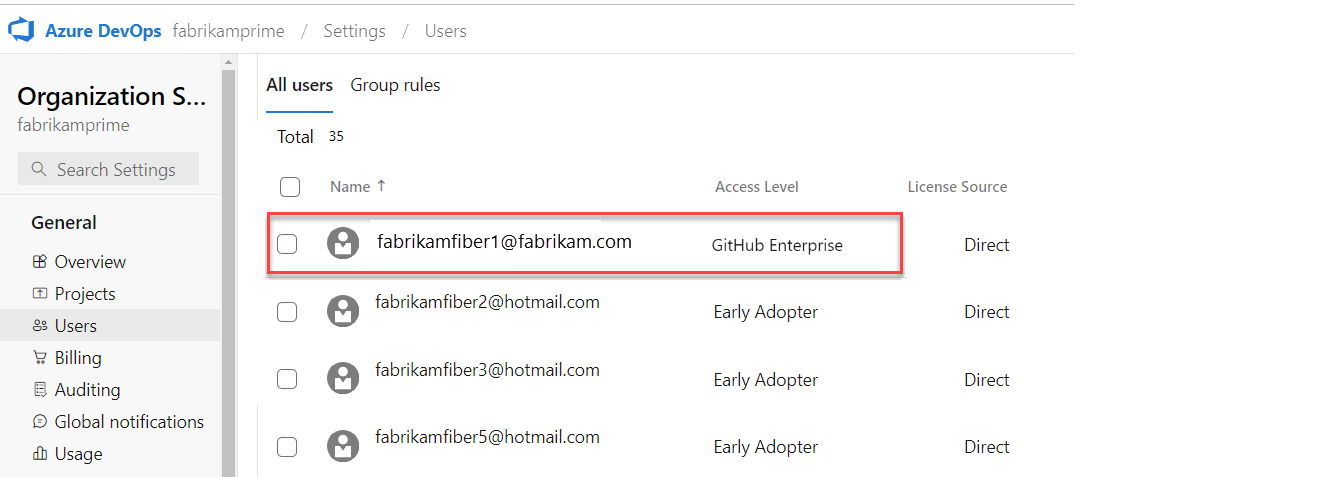 Azure DevOps fabrikamprime / Settings / Users
Organization S...
fabrikamprime
Search Settings
General
Overview
Projects
Users
Billing
Auditing
Global notifications
Usage
All users Group rules
Total 35
Name ↑ Access Level License Source
fabrikamfiber1@fabrikam.com GitHub Enterprise Direct
fabrikamfiber2@hotmail.com Early Adopter Direct
fabrikamfiber3@hotmail.com Early Adopter Direct
fabrikamfiber5@hotmail.com Early Adopter Direct